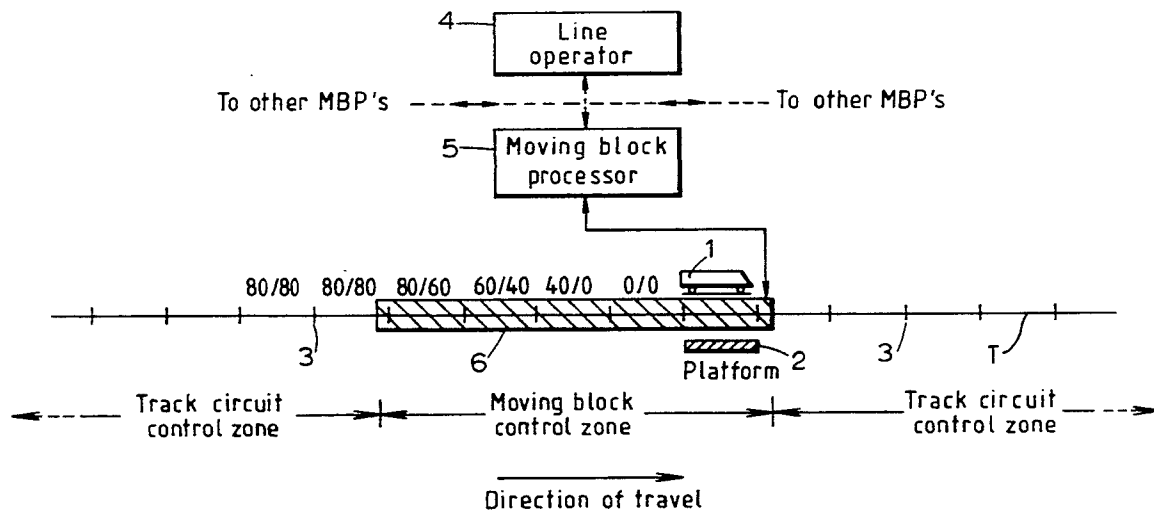 4
Line
operator
To other MBP's
To other MBP's
5
Moving block
processor
1
80/80 80/80 80/60 60/40 40/0 0/0
3
6
2
3
T
Platform
Track circuit
control zone
Moving block
control zone
Track circuit
control zone
Direction of travel